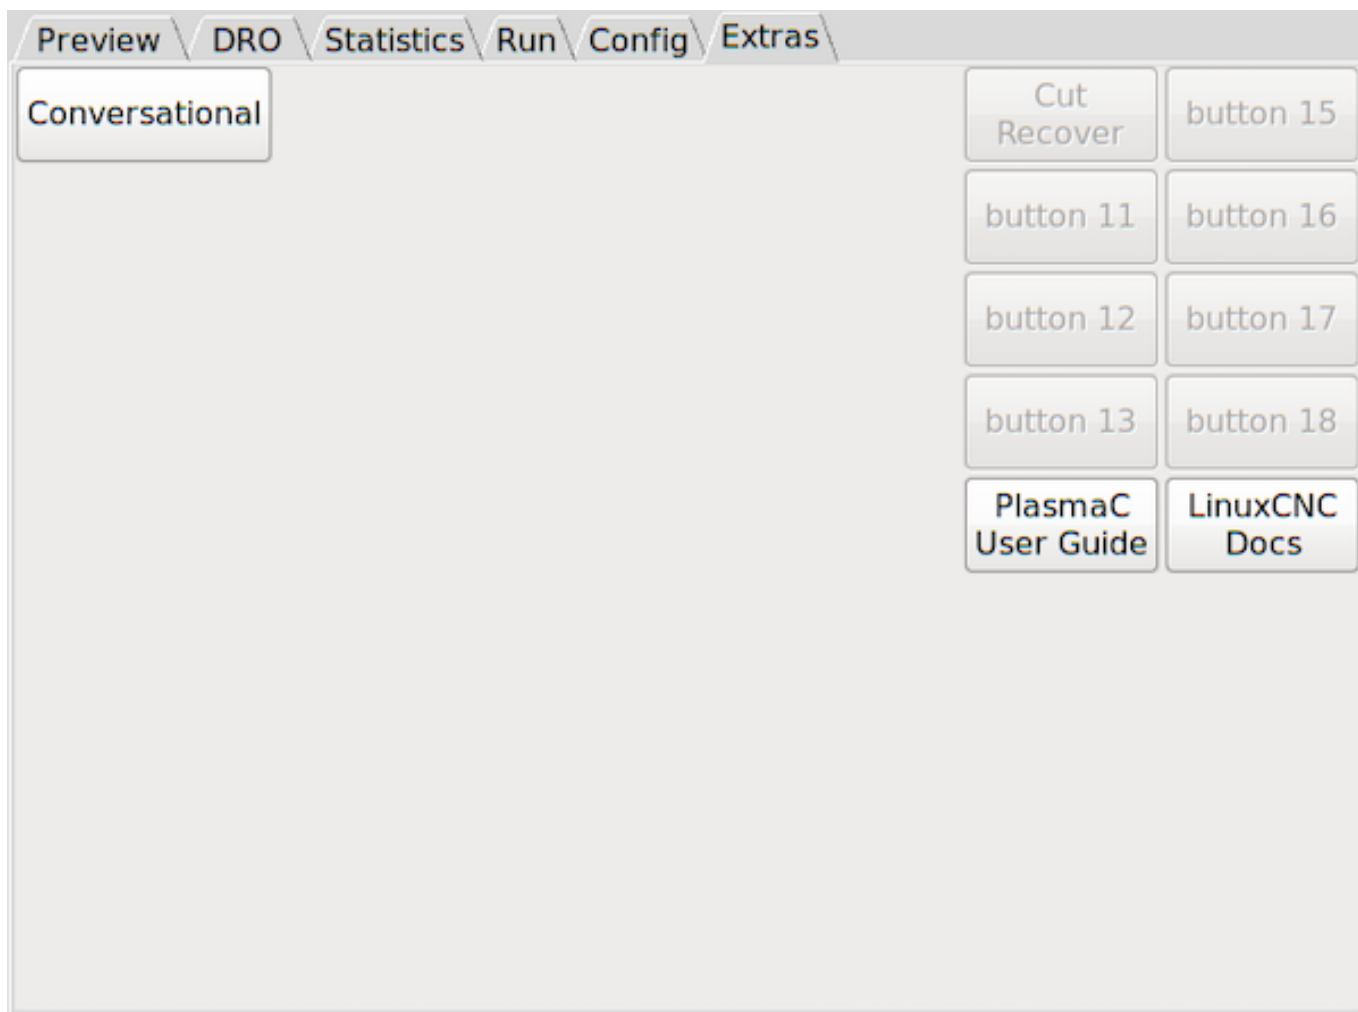 Preview DRO Statistics Run Config Extras
Conversational
Cut
Recover
button 15
button 11
button 16
button 12
button 17
button 13
button 18
PlasmaC
User Guide
LinuxCNC
Docs